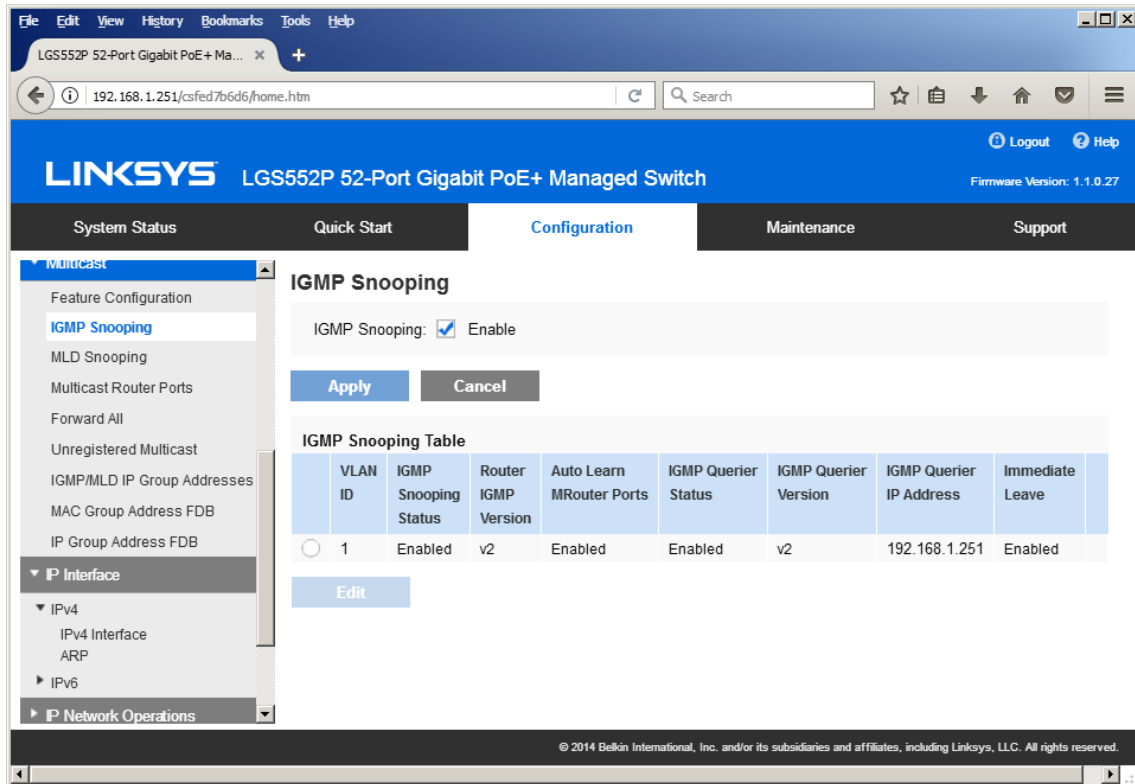 File Edit View History Bookmarks Tools Help
LGS552P 52-Port Gigabit PoE+ Ma...
192.168.1.251/csfed7b6d6/home.htm
Search
Logout Help
LINKSYS LGS552P 52-Port Gigabit PoE+ Managed Switch
Firmware Version: 1.1.0.27
System Status Quick Start Configuration Maintenance Support
Multicast
Feature Configuration
IGMP Snooping
MLD Snooping
Multicast Router Ports
Forward All
Unregistered Multicast
IGMP/MLD IP Group Addresses
MAC Group Address FDB
IP Group Address FDB
IP Interface
IPv4
IPv4 Interface
ARP
IPv6
IP Network Operations
IGMP Snooping
IGMP Snooping: Enable
Apply Cancel
IGMP Snooping Table
VLAN ID IGMP Snooping Status Router IGMP Version Auto Learn MRouter Ports IGMP Querier Status IGMP Querier Version IGMP Querier IP Address Immediate Leave
1 Enabled v2 Enabled Enabled v2 192.168.1.251 Enabled
Edit
© 2014 Belkin International, Inc. and/or its subsidiaries and affiliates, including Linksys, LLC. All rights reserved.